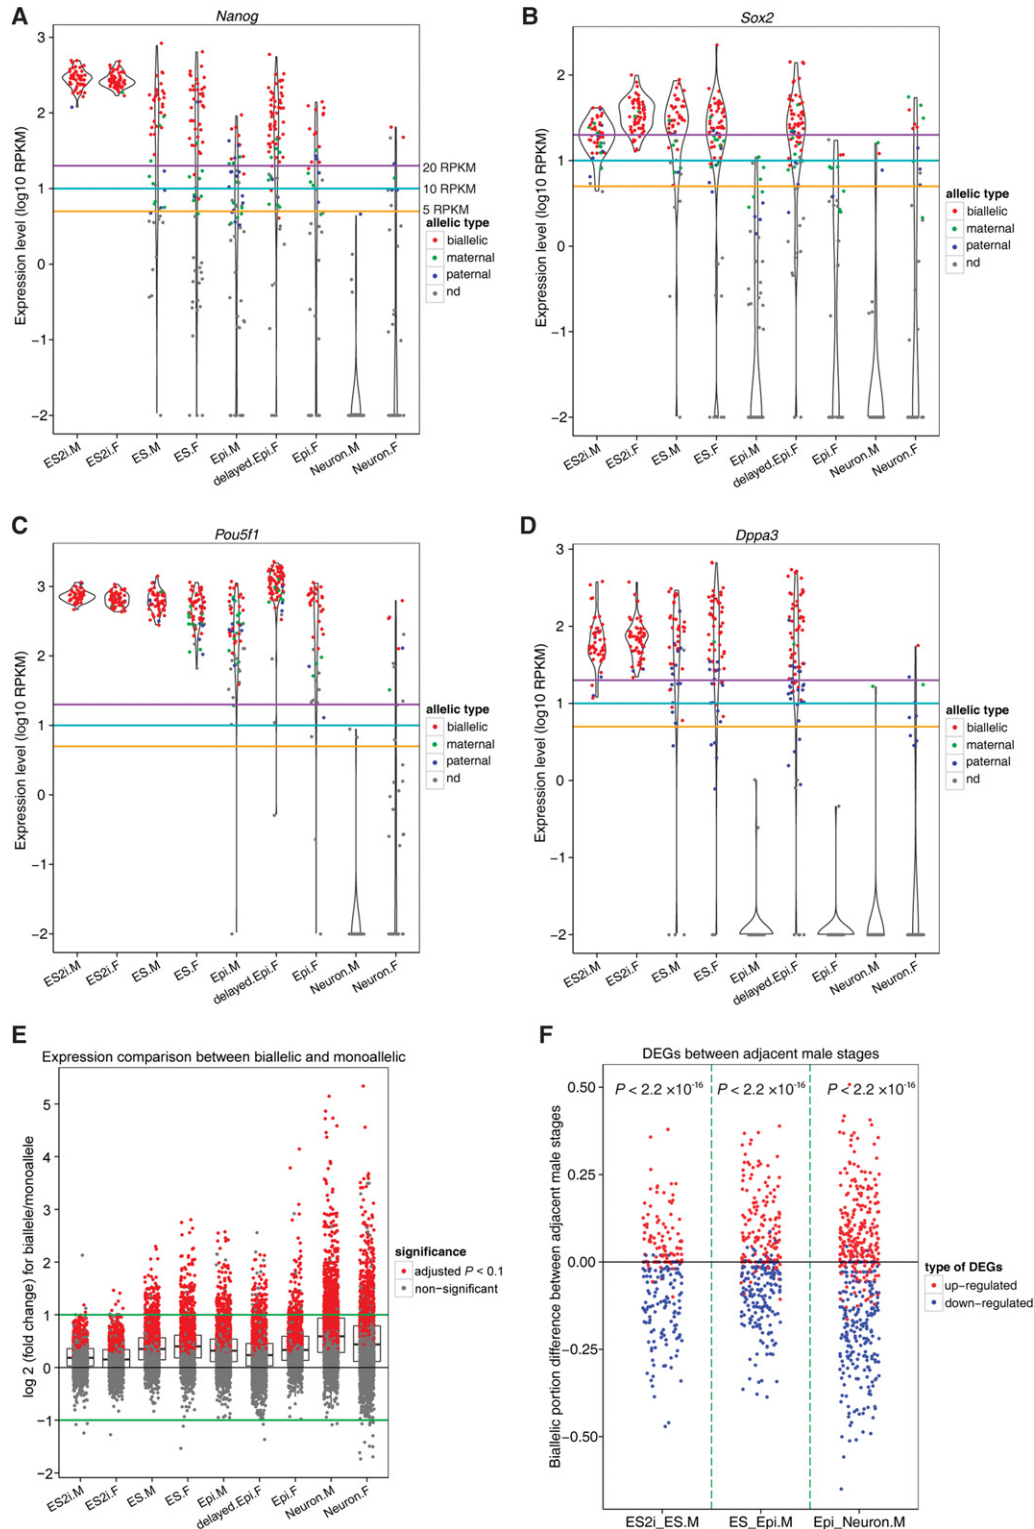 A
Nanog
Expression level (log10 RPKM)
3
2
1
0
−1
−2
20 RPKM
10 RPKM
5 RPKM
allelic type
biallelic
maternal
paternal
nd
ES2i.M
ES2i.F
ES.M
ES.F
Epi.M
delayed.Epi.F
Epi.F
Neuron.M
Neuron.F
B
Sox2
Expression level (log10 RPKM)
2
1
0
−1
−2
allelic type
biallelic
maternal
paternal
nd
ES2i.M
ES2i.F
ES.M
ES.F
Epi.M
delayed.Epi.F
Epi.F
Neuron.M
Neuron.F
C
Pou5f1
Expression level (log10 RPKM)
3
2
1
0
−1
−2
allelic type
biallelic
maternal
paternal
nd
ES2i.M
ES2i.F
ES.M
ES.F
Epi.M
delayed.Epi.F
Epi.F
Neuron.M
Neuron.F
D
Dppa3
Expression level (log10 RPKM)
3
2
1
0
−1
−2
allelic type
biallelic
maternal
paternal
nd
ES2i.M
ES2i.F
ES.M
ES.F
Epi.M
delayed.Epi.F
Epi.F
Neuron.M
Neuron.F
E
Expression comparison between biallelic and monoallelic
log 2 (fold change) for biallele/monoallele
5
4
3
2
1
0
−1
−2
significance
adjusted P < 0.1
non−significant
ES2i.M
ES2i.F
ES.M
ES.F
Epi.M
delayed.Epi.F
Epi.F
Neuron.M
Neuron.F
F
DEGs between adjacent male stages
Biallelic portion difference between adjacent male stages
0.50
0.25
0.00
−0.25
−0.50
P < 2.2 ×10⁻¹⁶
P < 2.2 ×10⁻¹⁶
P < 2.2 ×10⁻¹⁶
type of DEGs
up−regulated
down−regulated
ES2i_ES.M
ES_Epi.M
Epi_Neuron.M